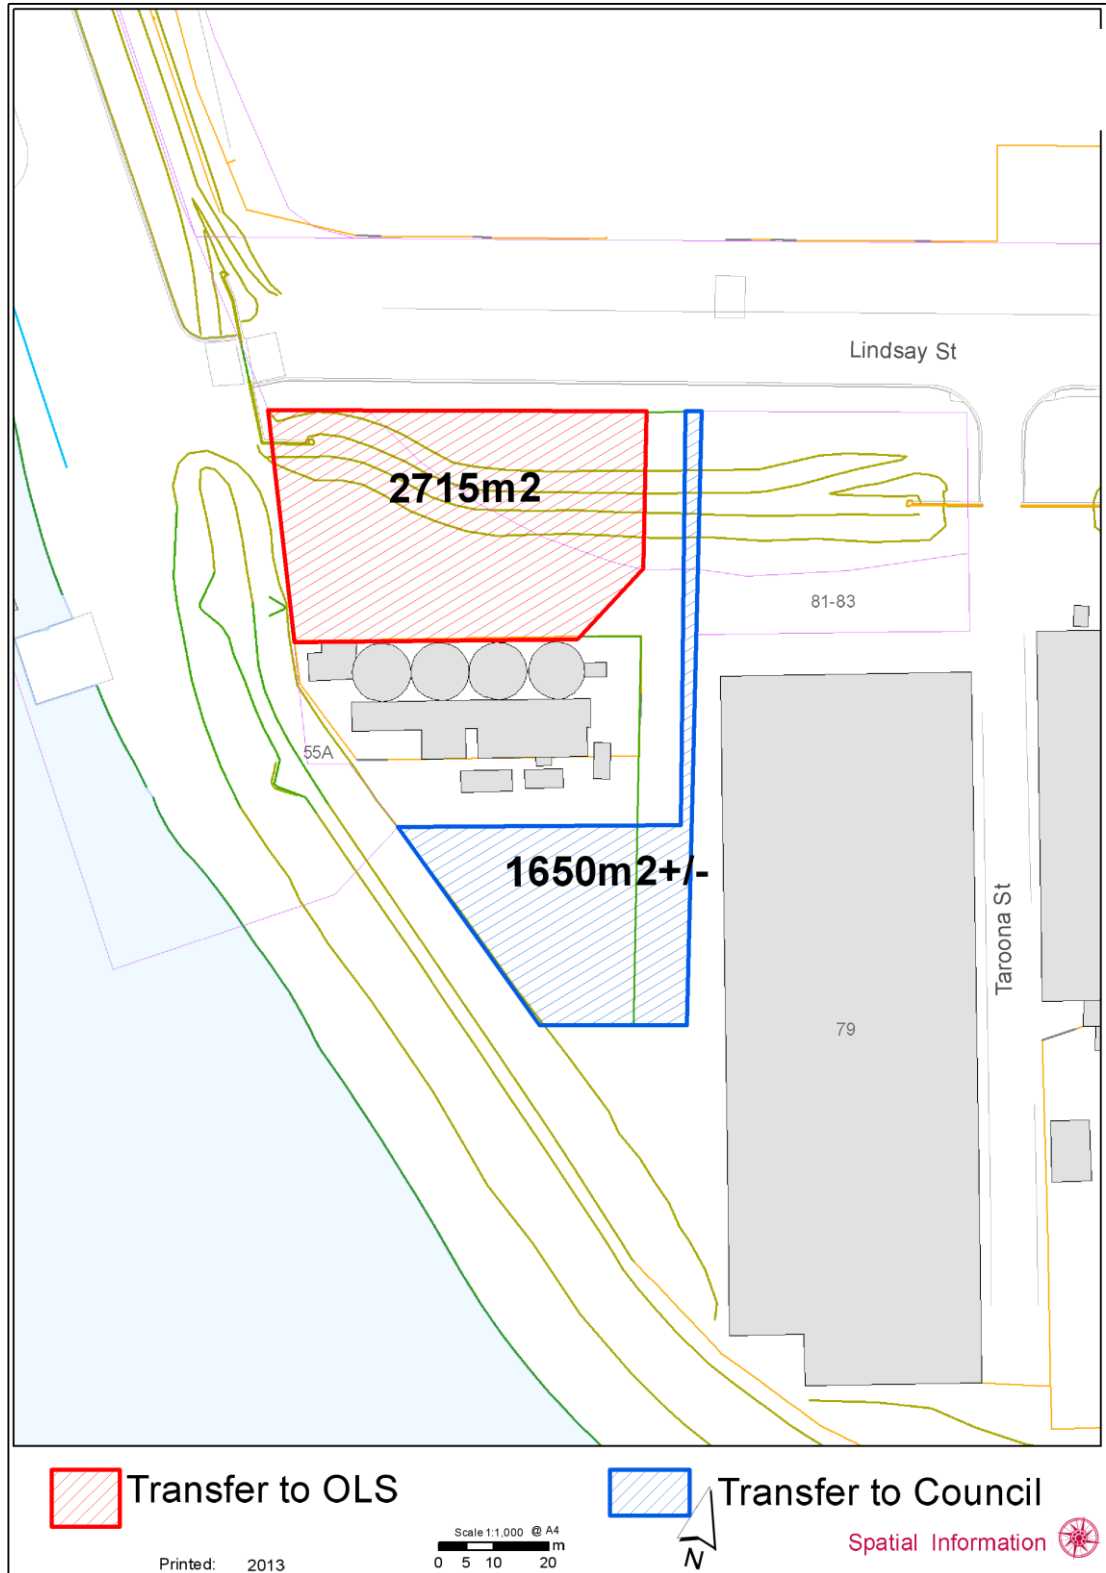 Lindsay St
2715m2
81-83
55A
1650m2+/-
Taroona St
79
Transfer to OLS
Transfer to Council
Scale 1:1,000 @ A4
m
0 5 10 20
N
Spatial Information
Printed: 2013